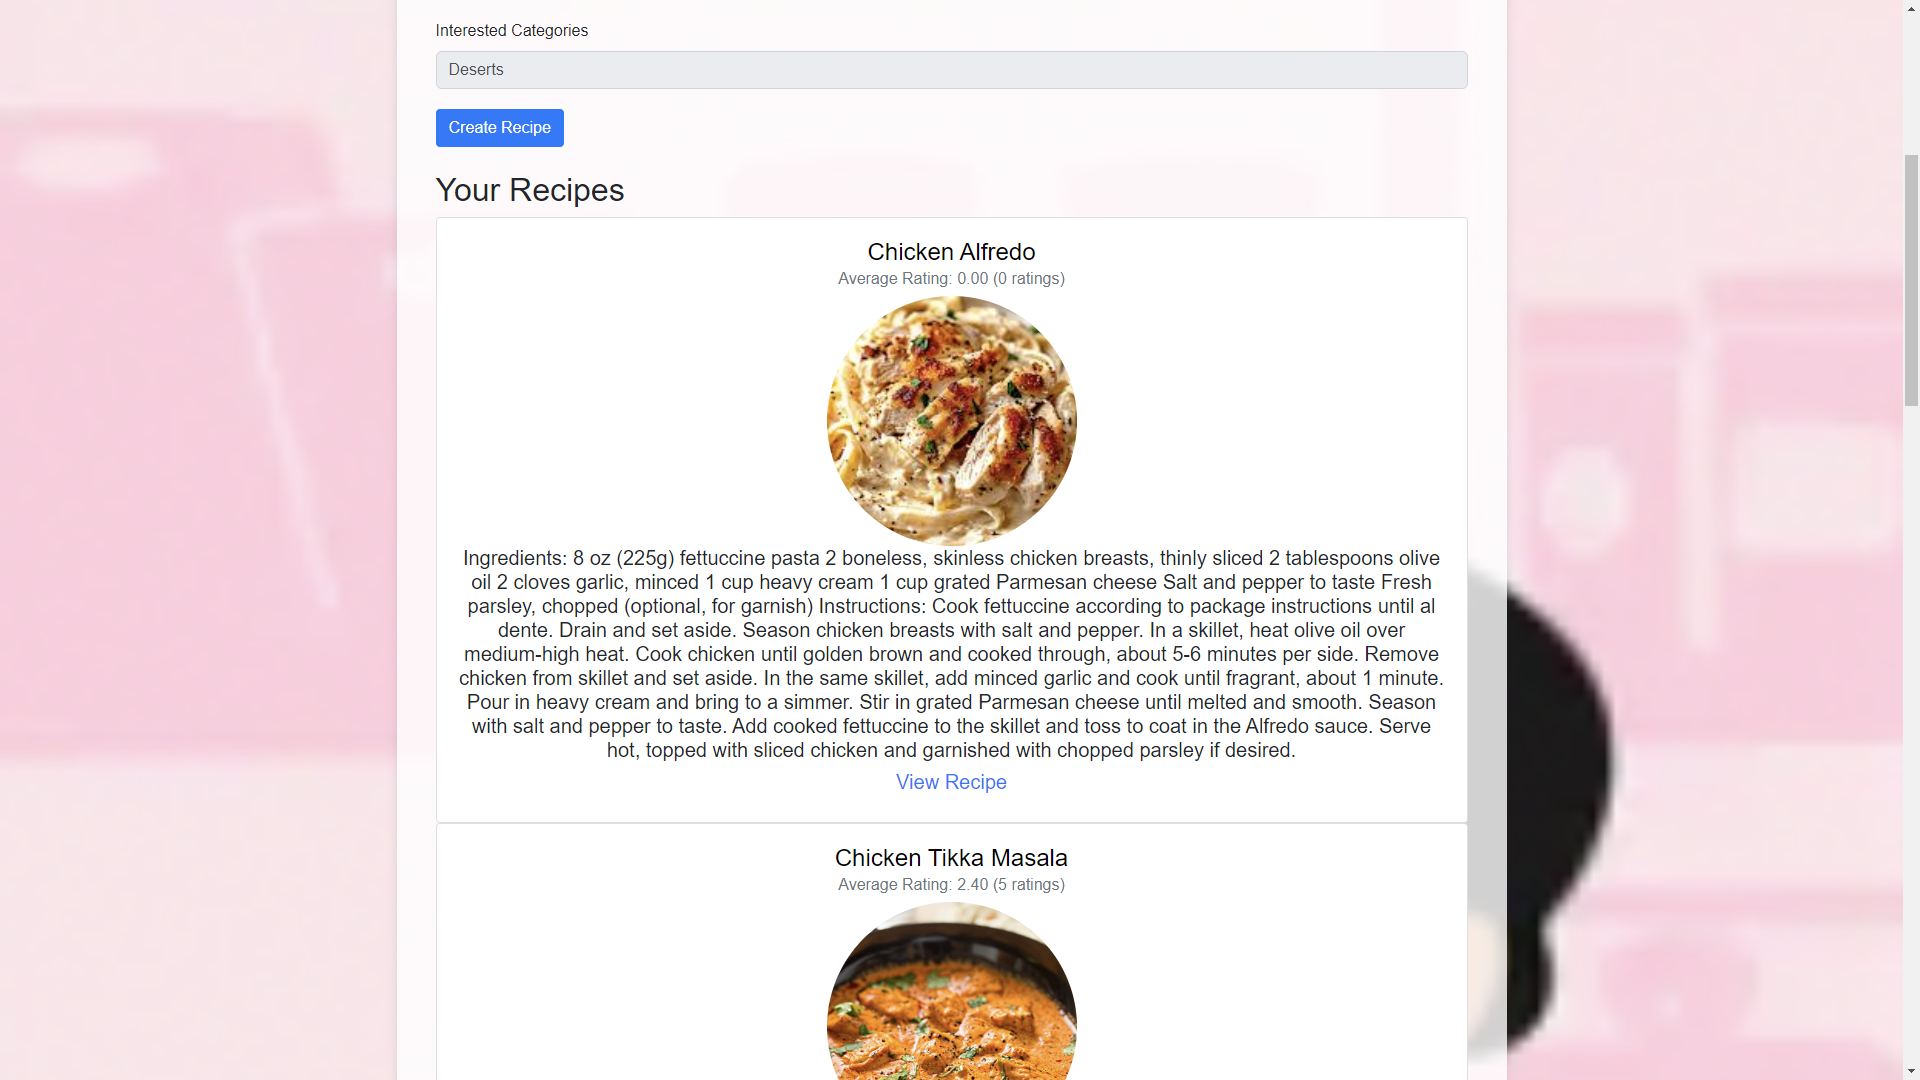 Interested Categories
Deserts
Create Recipe
Your Recipes
Chicken Alfredo
Average Rating: 0.00 (0 ratings)
Ingredients: 8 oz (225g) fettuccine pasta 2 boneless, skinless chicken breasts, thinly sliced 2 tablespoons olive
oil 2 cloves garlic, minced 1 cup heavy cream 1 cup grated Parmesan cheese Salt and pepper to taste Fresh
parsley, chopped (optional, for garnish) Instructions: Cook fettuccine according to package instructions until al
dente. Drain and set aside. Season chicken breasts with salt and pepper. In a skillet, heat olive oil over
medium-high heat. Cook chicken until golden brown and cooked through, about 5-6 minutes per side. Remove
chicken from skillet and set aside. In the same skillet, add minced garlic and cook until fragrant, about 1 minute.
Pour in heavy cream and bring to a simmer. Stir in grated Parmesan cheese until melted and smooth. Season
with salt and pepper to taste. Add cooked fettuccine to the skillet and toss to coat in the Alfredo sauce. Serve
hot, topped with sliced chicken and garnished with chopped parsley if desired.
View Recipe
Chicken Tikka Masala
Average Rating: 2.40 (5 ratings)